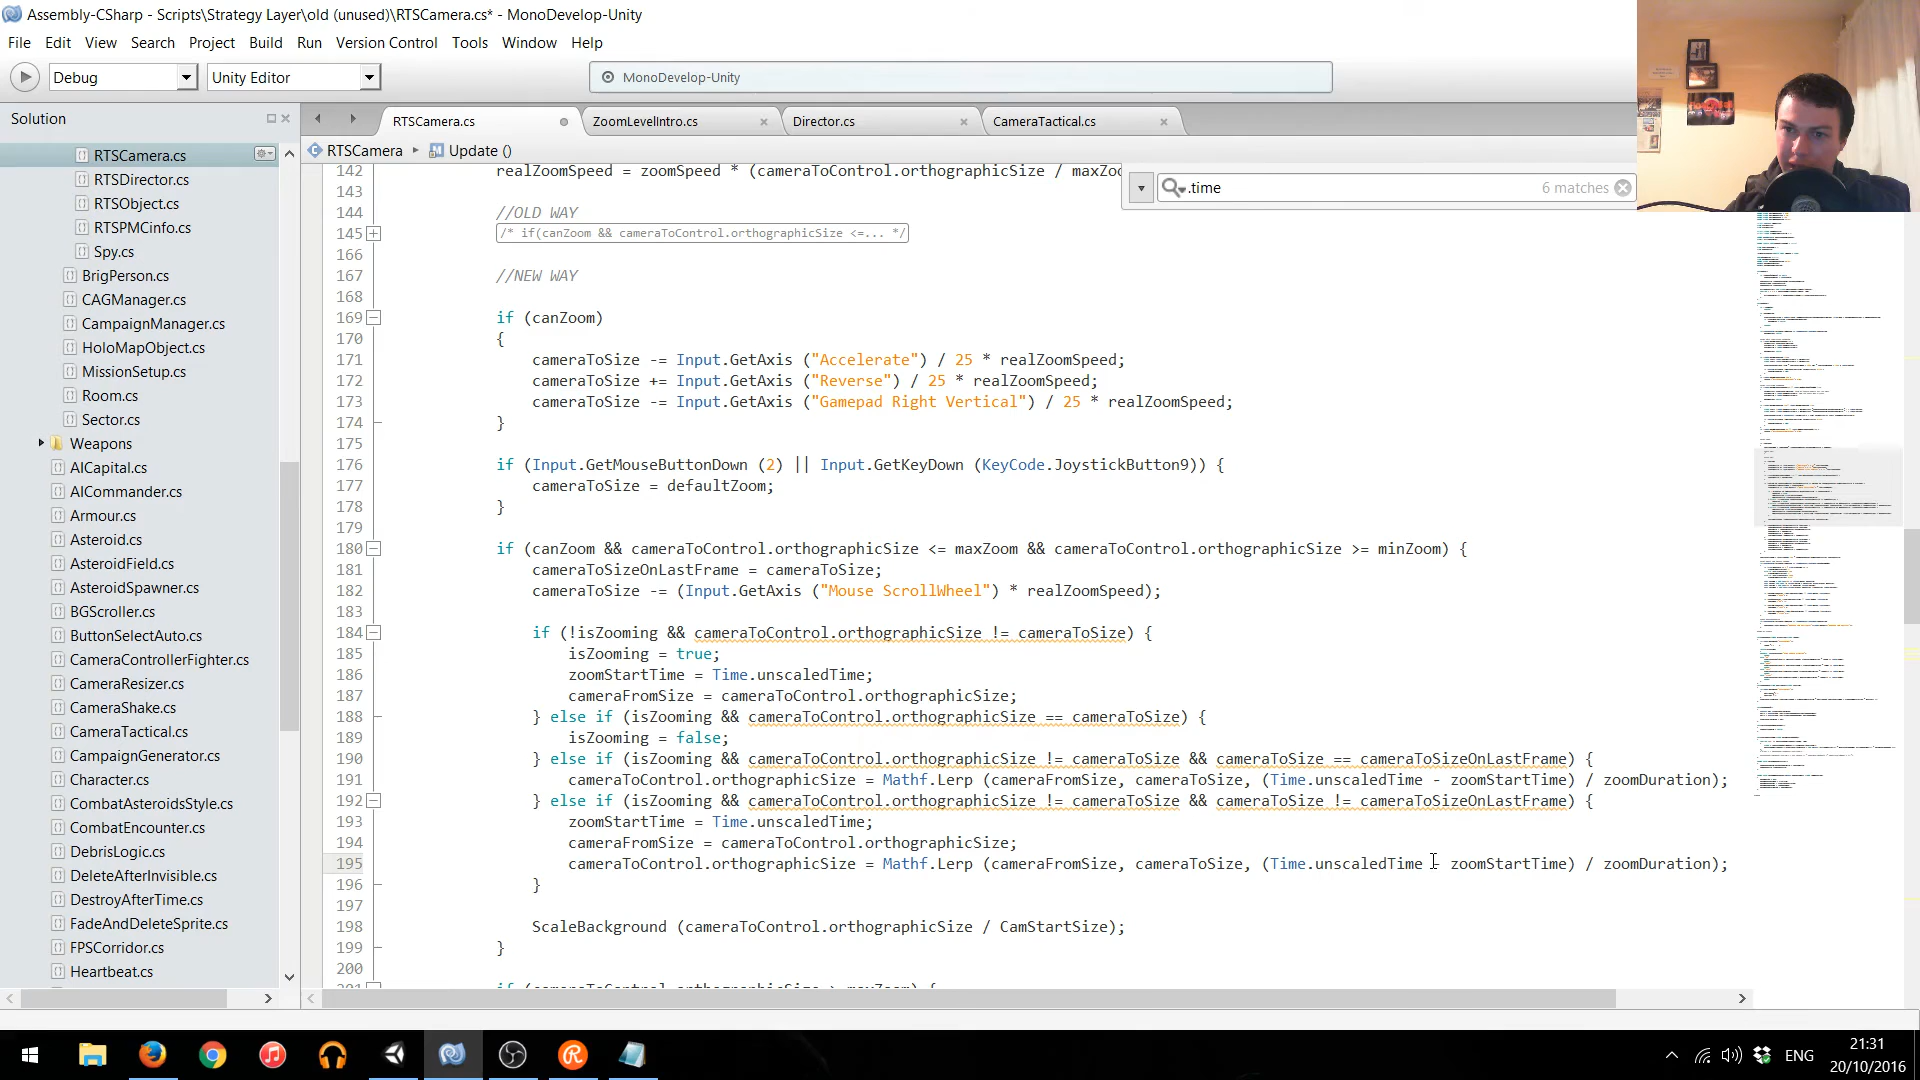 Assembly-CSharp - Scripts\Strategy Layer\old (unused)\RTSCamera.cs* - MonoDevelop-Unity
File Edit View Search Project Build Run Version Control Tools Window Help
Debug Unity Editor MonoDevelop-Unity
Solution
RTSCamera.cs ZoomLevelIntro.cs Director.cs CameraTactical.cs
RTSCamera Update ()
.time 6 matches
RTSCamera.cs
RTSDirector.cs
RTSObject.cs
RTSPMCinfo.cs
Spy.cs
BrigPerson.cs
CAGManager.cs
CampaignManager.cs
HoloMapObject.cs
MissionSetup.cs
Room.cs
Sector.cs
Weapons
AICapital.cs
AICommander.cs
Armour.cs
Asteroid.cs
AsteroidField.cs
AsteroidSpawner.cs
BGScroller.cs
ButtonSelectAuto.cs
CameraControllerFighter.cs
CameraResizer.cs
CameraShake.cs
CameraTactical.cs
CampaignGenerator.cs
Character.cs
CombatAsteroidsStyle.cs
CombatEncounter.cs
DebrisLogic.cs
DeleteAfterInvisible.cs
DestroyAfterTime.cs
FadeAndDeleteSprite.cs
FPSCorridor.cs
Heartbeat.cs
142 realZoomSpeed = zoomSpeed * (cameraToControl.orthographicSize / maxZoo
143
144 //OLD WAY
145 /* if(canZoom && cameraToControl.orthographicSize <=... */
166
167 //NEW WAY
168
169 if (canZoom)
170 {
171 cameraToSize -= Input.GetAxis ("Accelerate") / 25 * realZoomSpeed;
172 cameraToSize += Input.GetAxis ("Reverse") / 25 * realZoomSpeed;
173 cameraToSize -= Input.GetAxis ("Gamepad Right Vertical") / 25 * realZoomSpeed;
174 }
175
176 if (Input.GetMouseButtonDown (2) || Input.GetKeyDown (KeyCode.JoystickButton9)) {
177 cameraToSize = defaultZoom;
178 }
179
180 if (canZoom && cameraToControl.orthographicSize <= maxZoom && cameraToControl.orthographicSize >= minZoom) {
181 cameraToSizeOnLastFrame = cameraToSize;
182 cameraToSize -= (Input.GetAxis ("Mouse ScrollWheel") * realZoomSpeed);
183
184 if (!isZooming && cameraToControl.orthographicSize != cameraToSize) {
185 isZooming = true;
186 zoomStartTime = Time.unscaledTime;
187 cameraFromSize = cameraToControl.orthographicSize;
188 } else if (isZooming && cameraToControl.orthographicSize == cameraToSize) {
189 isZooming = false;
190 } else if (isZooming && cameraToControl.orthographicSize != cameraToSize && cameraToSize == cameraToSizeOnLastFrame) {
191 cameraToControl.orthographicSize = Mathf.Lerp (cameraFromSize, cameraToSize, (Time.unscaledTime - zoomStartTime) / zoomDuration);
192 } else if (isZooming && cameraToControl.orthographicSize != cameraToSize && cameraToSize != cameraToSizeOnLastFrame) {
193 zoomStartTime = Time.unscaledTime;
194 cameraFromSize = cameraToControl.orthographicSize;
195 cameraToControl.orthographicSize = Mathf.Lerp (cameraFromSize, cameraToSize, (Time.unscaledTime - zoomStartTime) / zoomDuration);
196 }
197
198 ScaleBackground (cameraToControl.orthographicSize / CamStartSize);
199 }
200
ENG
21:31
20/10/2016